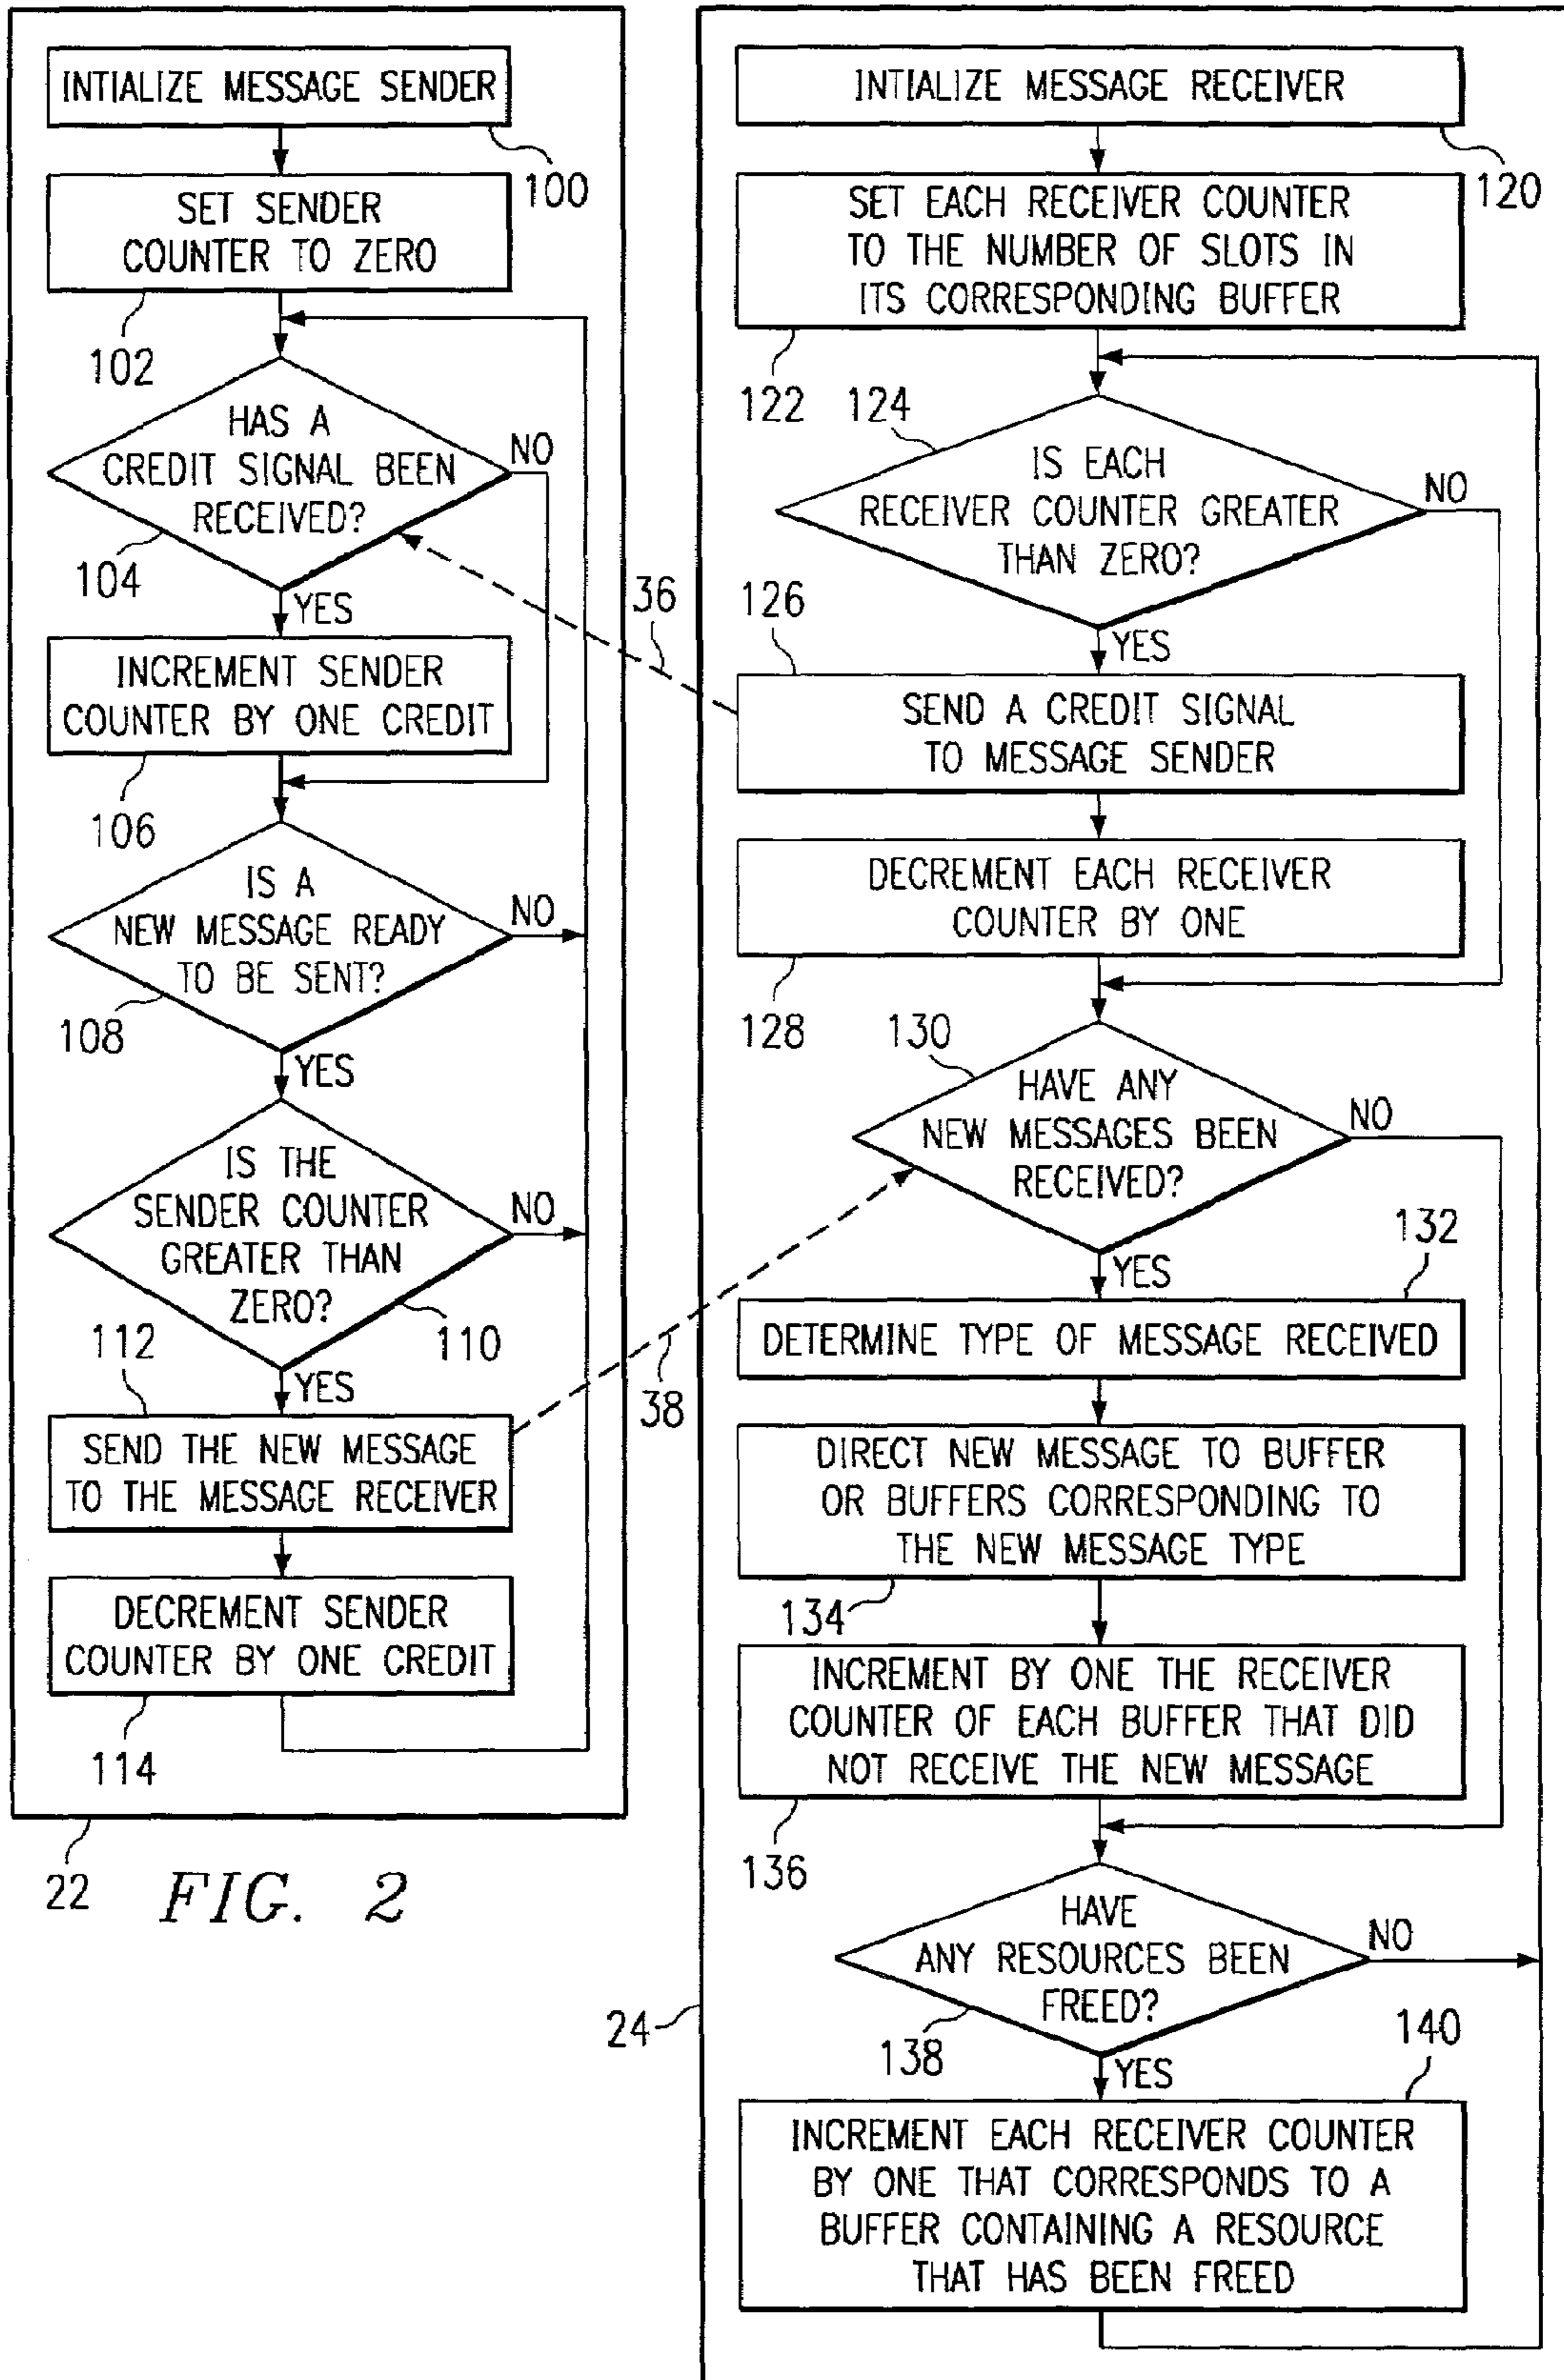 INTIALIZE MESSAGE SENDER
100
SET SENDER
COUNTER TO ZERO
102
HAS A
CREDIT SIGNAL BEEN
RECEIVED?
NO
104
YES
INCREMENT SENDER
COUNTER BY ONE CREDIT
106
IS A
NEW MESSAGE READY
TO BE SENT?
NO
108
YES
IS THE
SENDER COUNTER
GREATER THAN
ZERO?
NO
110
112
YES
SEND THE NEW MESSAGE
TO THE MESSAGE RECEIVER
DECREMENT SENDER
COUNTER BY ONE CREDIT
114
22
FIG. 2
36
38
INTIALIZE MESSAGE RECEIVER
120
SET EACH RECEIVER COUNTER
TO THE NUMBER OF SLOTS IN
ITS CORRESPONDING BUFFER
122
124
IS EACH
RECEIVER COUNTER GREATER
THAN ZERO?
NO
126
YES
SEND A CREDIT SIGNAL
TO MESSAGE SENDER
DECREMENT EACH RECEIVER
COUNTER BY ONE
128
130
HAVE ANY
NEW MESSAGES BEEN
RECEIVED?
NO
132
YES
DETERMINE TYPE OF MESSAGE RECEIVED
DIRECT NEW MESSAGE TO BUFFER
OR BUFFERS CORRESPONDING TO
THE NEW MESSAGE TYPE
134
INCREMENT BY ONE THE RECEIVER
COUNTER OF EACH BUFFER THAT DID
NOT RECEIVE THE NEW MESSAGE
136
HAVE
ANY RESOURCES BEEN
FREED?
NO
24
138
140
YES
INCREMENT EACH RECEIVER COUNTER
BY ONE THAT CORRESPONDS TO A
BUFFER CONTAINING A RESOURCE
THAT HAS BEEN FREED